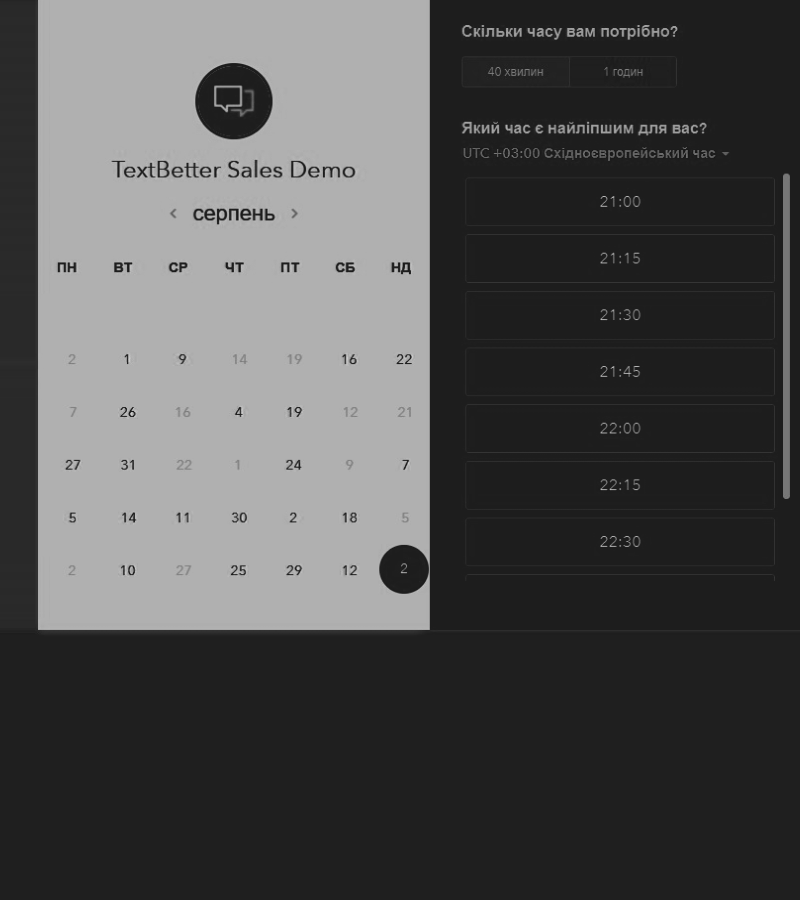 TextBetter Sales Demo
серпень
ПН ВТ СР ЧТ ПТ СБ НД
2 1 9 14 19 16 22
7 26 16 4 19 12 21
27 31 22 1 24 9 7
5 14 11 30 2 18 5
2 10 27 25 29 12 2
Скільки часу вам потрібно?
40 хвилин 1 годин
Який час є найліпшим для вас?
UTC +03:00 Східноєвропейський час
21:00
21:15
21:30
21:45
22:00
22:15
22:30